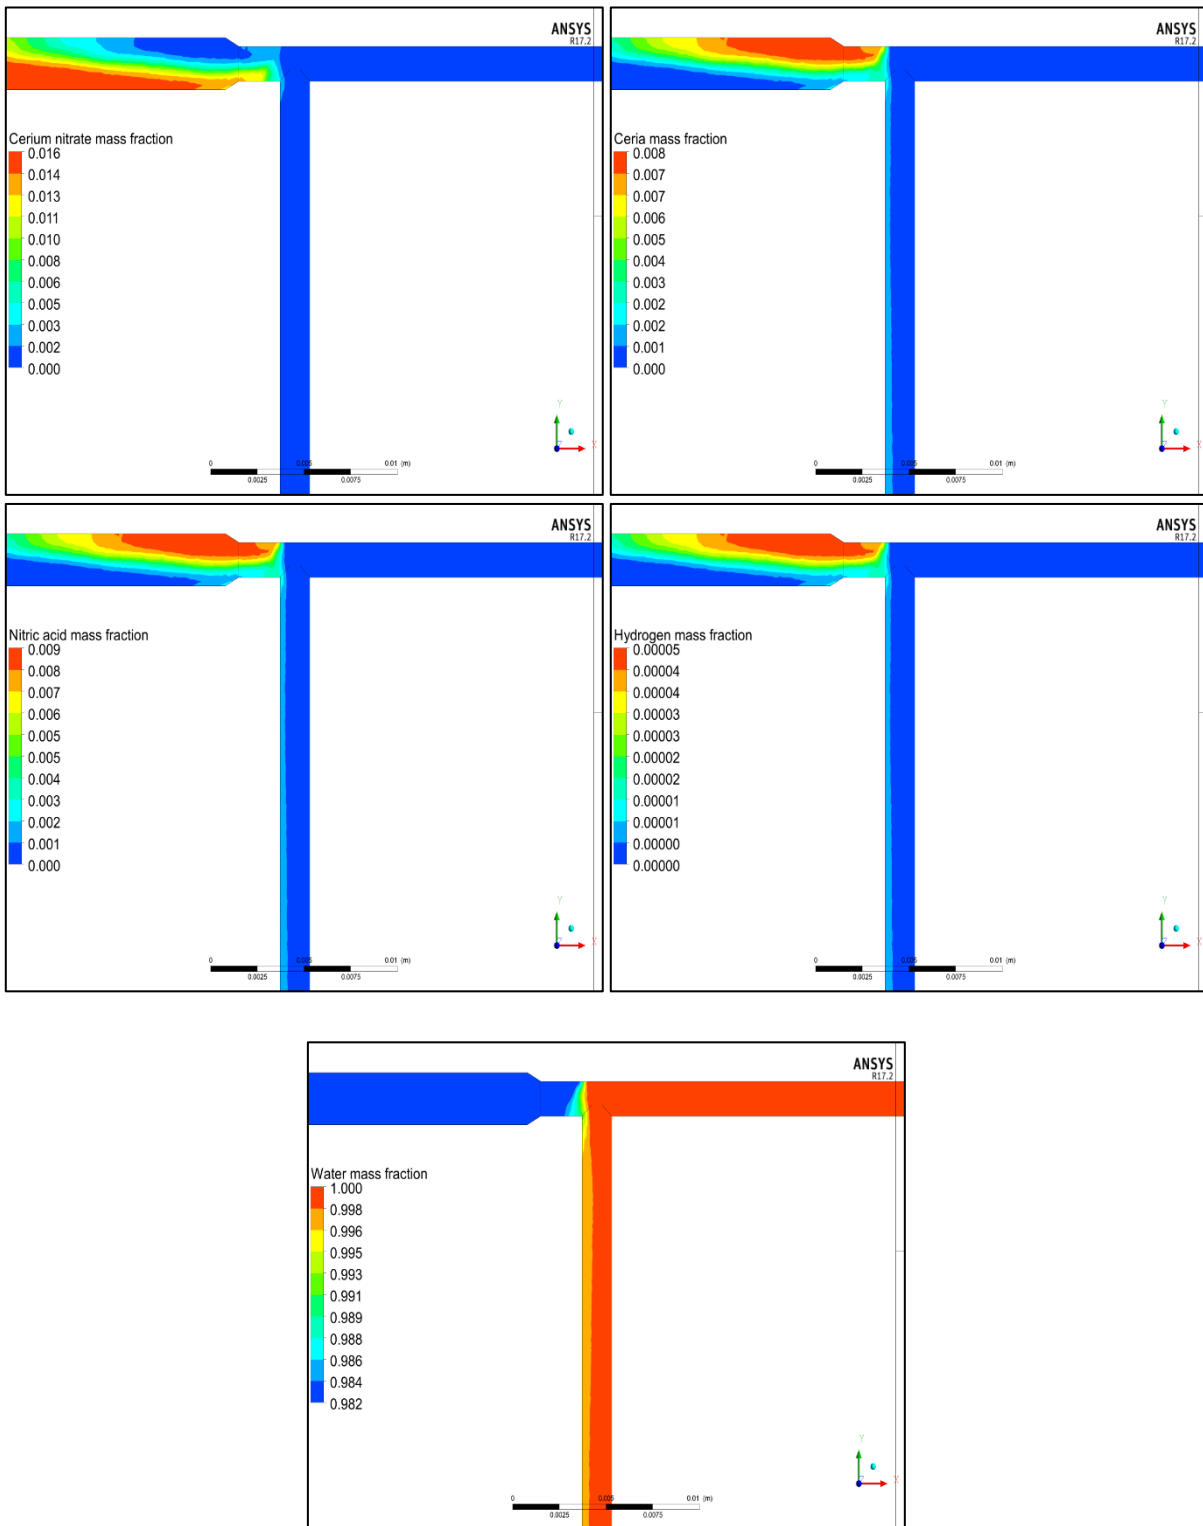 ANSYS
R17.2
Cerium nitrate mass fraction
0.016
0.014
0.013
0.011
0.010
0.008
0.006
0.005
0.003
0.002
0.000
Y
X
0 0.005 0.01 (m)
0.0025 0.0075
ANSYS
R17.2
Ceria mass fraction
0.008
0.007
0.007
0.006
0.005
0.004
0.003
0.002
0.002
0.001
0.000
Y
X
0 0.005 0.01 (m)
0.0025 0.0075
ANSYS
R17.2
Nitric acid mass fraction
0.009
0.008
0.007
0.006
0.005
0.005
0.004
0.003
0.002
0.001
0.000
Y
X
0 0.005 0.01 (m)
0.0025 0.0075
ANSYS
R17.2
Hydrogen mass fraction
0.00005
0.00004
0.00004
0.00003
0.00003
0.00002
0.00002
0.00001
0.00001
0.00000
0.00000
Y
X
0 0.005 0.01 (m)
0.0025 0.0075
ANSYS
R17.2
Water mass fraction
1.000
0.998
0.996
0.995
0.993
0.991
0.989
0.988
0.986
0.984
0.982
Y
X
0 0.005 0.01 (m)
0.0025 0.0075